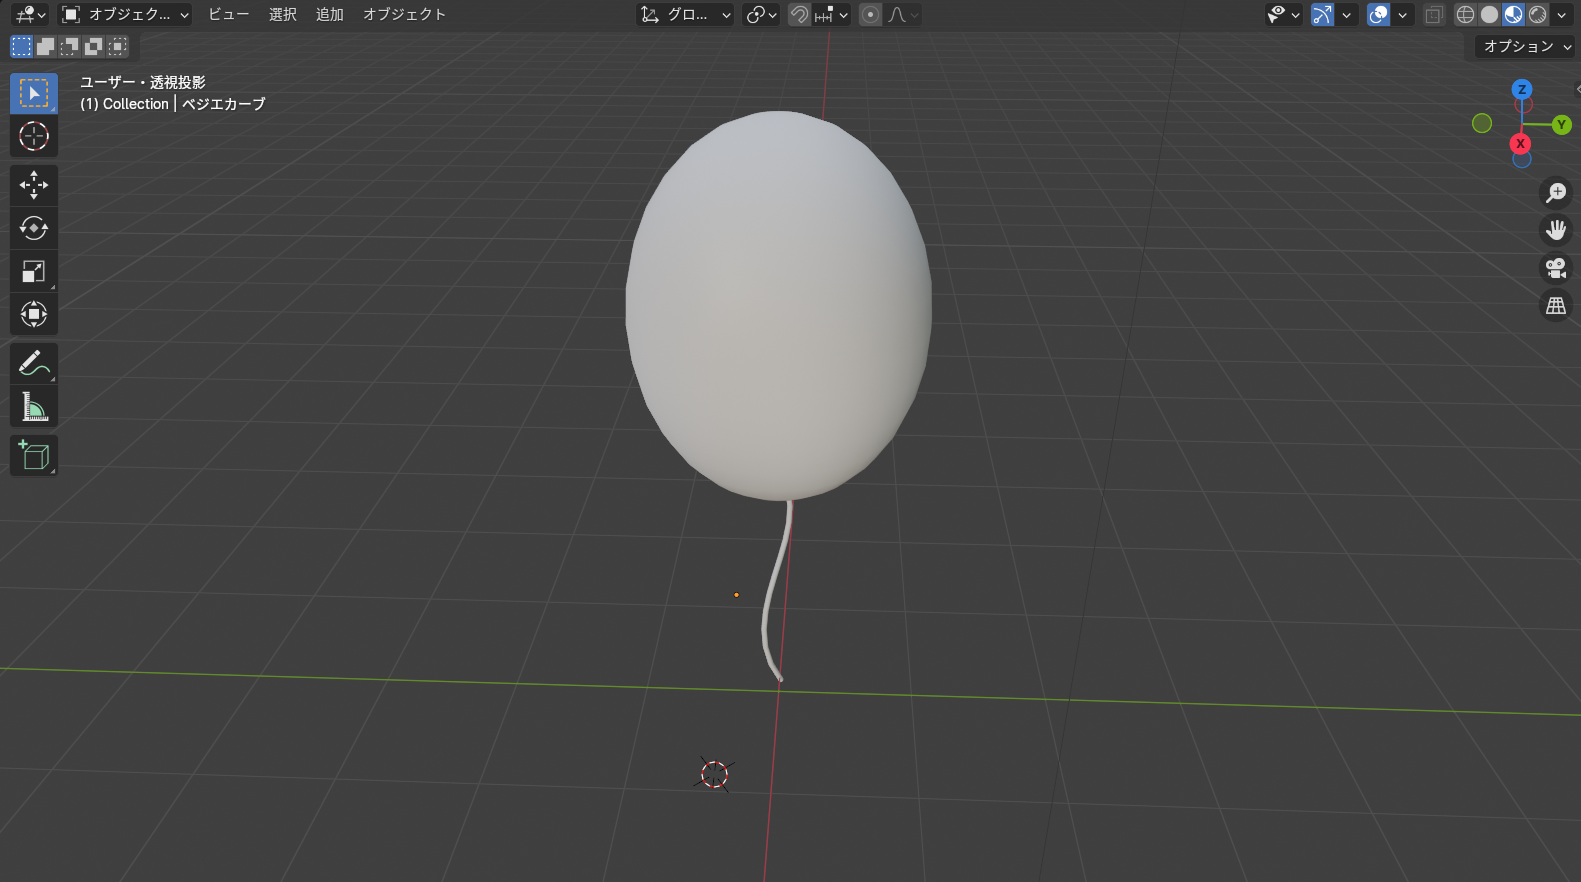 オブジェク... ビュー 選択 追加 オブジェクト グロ...
オプション
ユーザー・透視投影
(1) Collection | ベジエカーブ
Z
Y
X